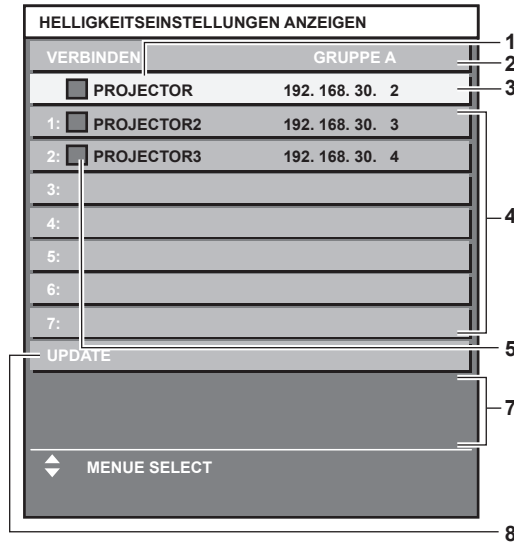 HELLIGKEITSEINSTELLUNGEN ANZEIGEN
1
VERBINDEN GRUPPE A
2
PROJECTOR 192. 168. 30. 2
3
1: PROJECTOR2 192. 168. 30. 3
2: PROJECTOR3 192. 168. 30. 4
3:
4
4:
5:
6:
7:
5
UPDATE
7
MENUE SELECT
8